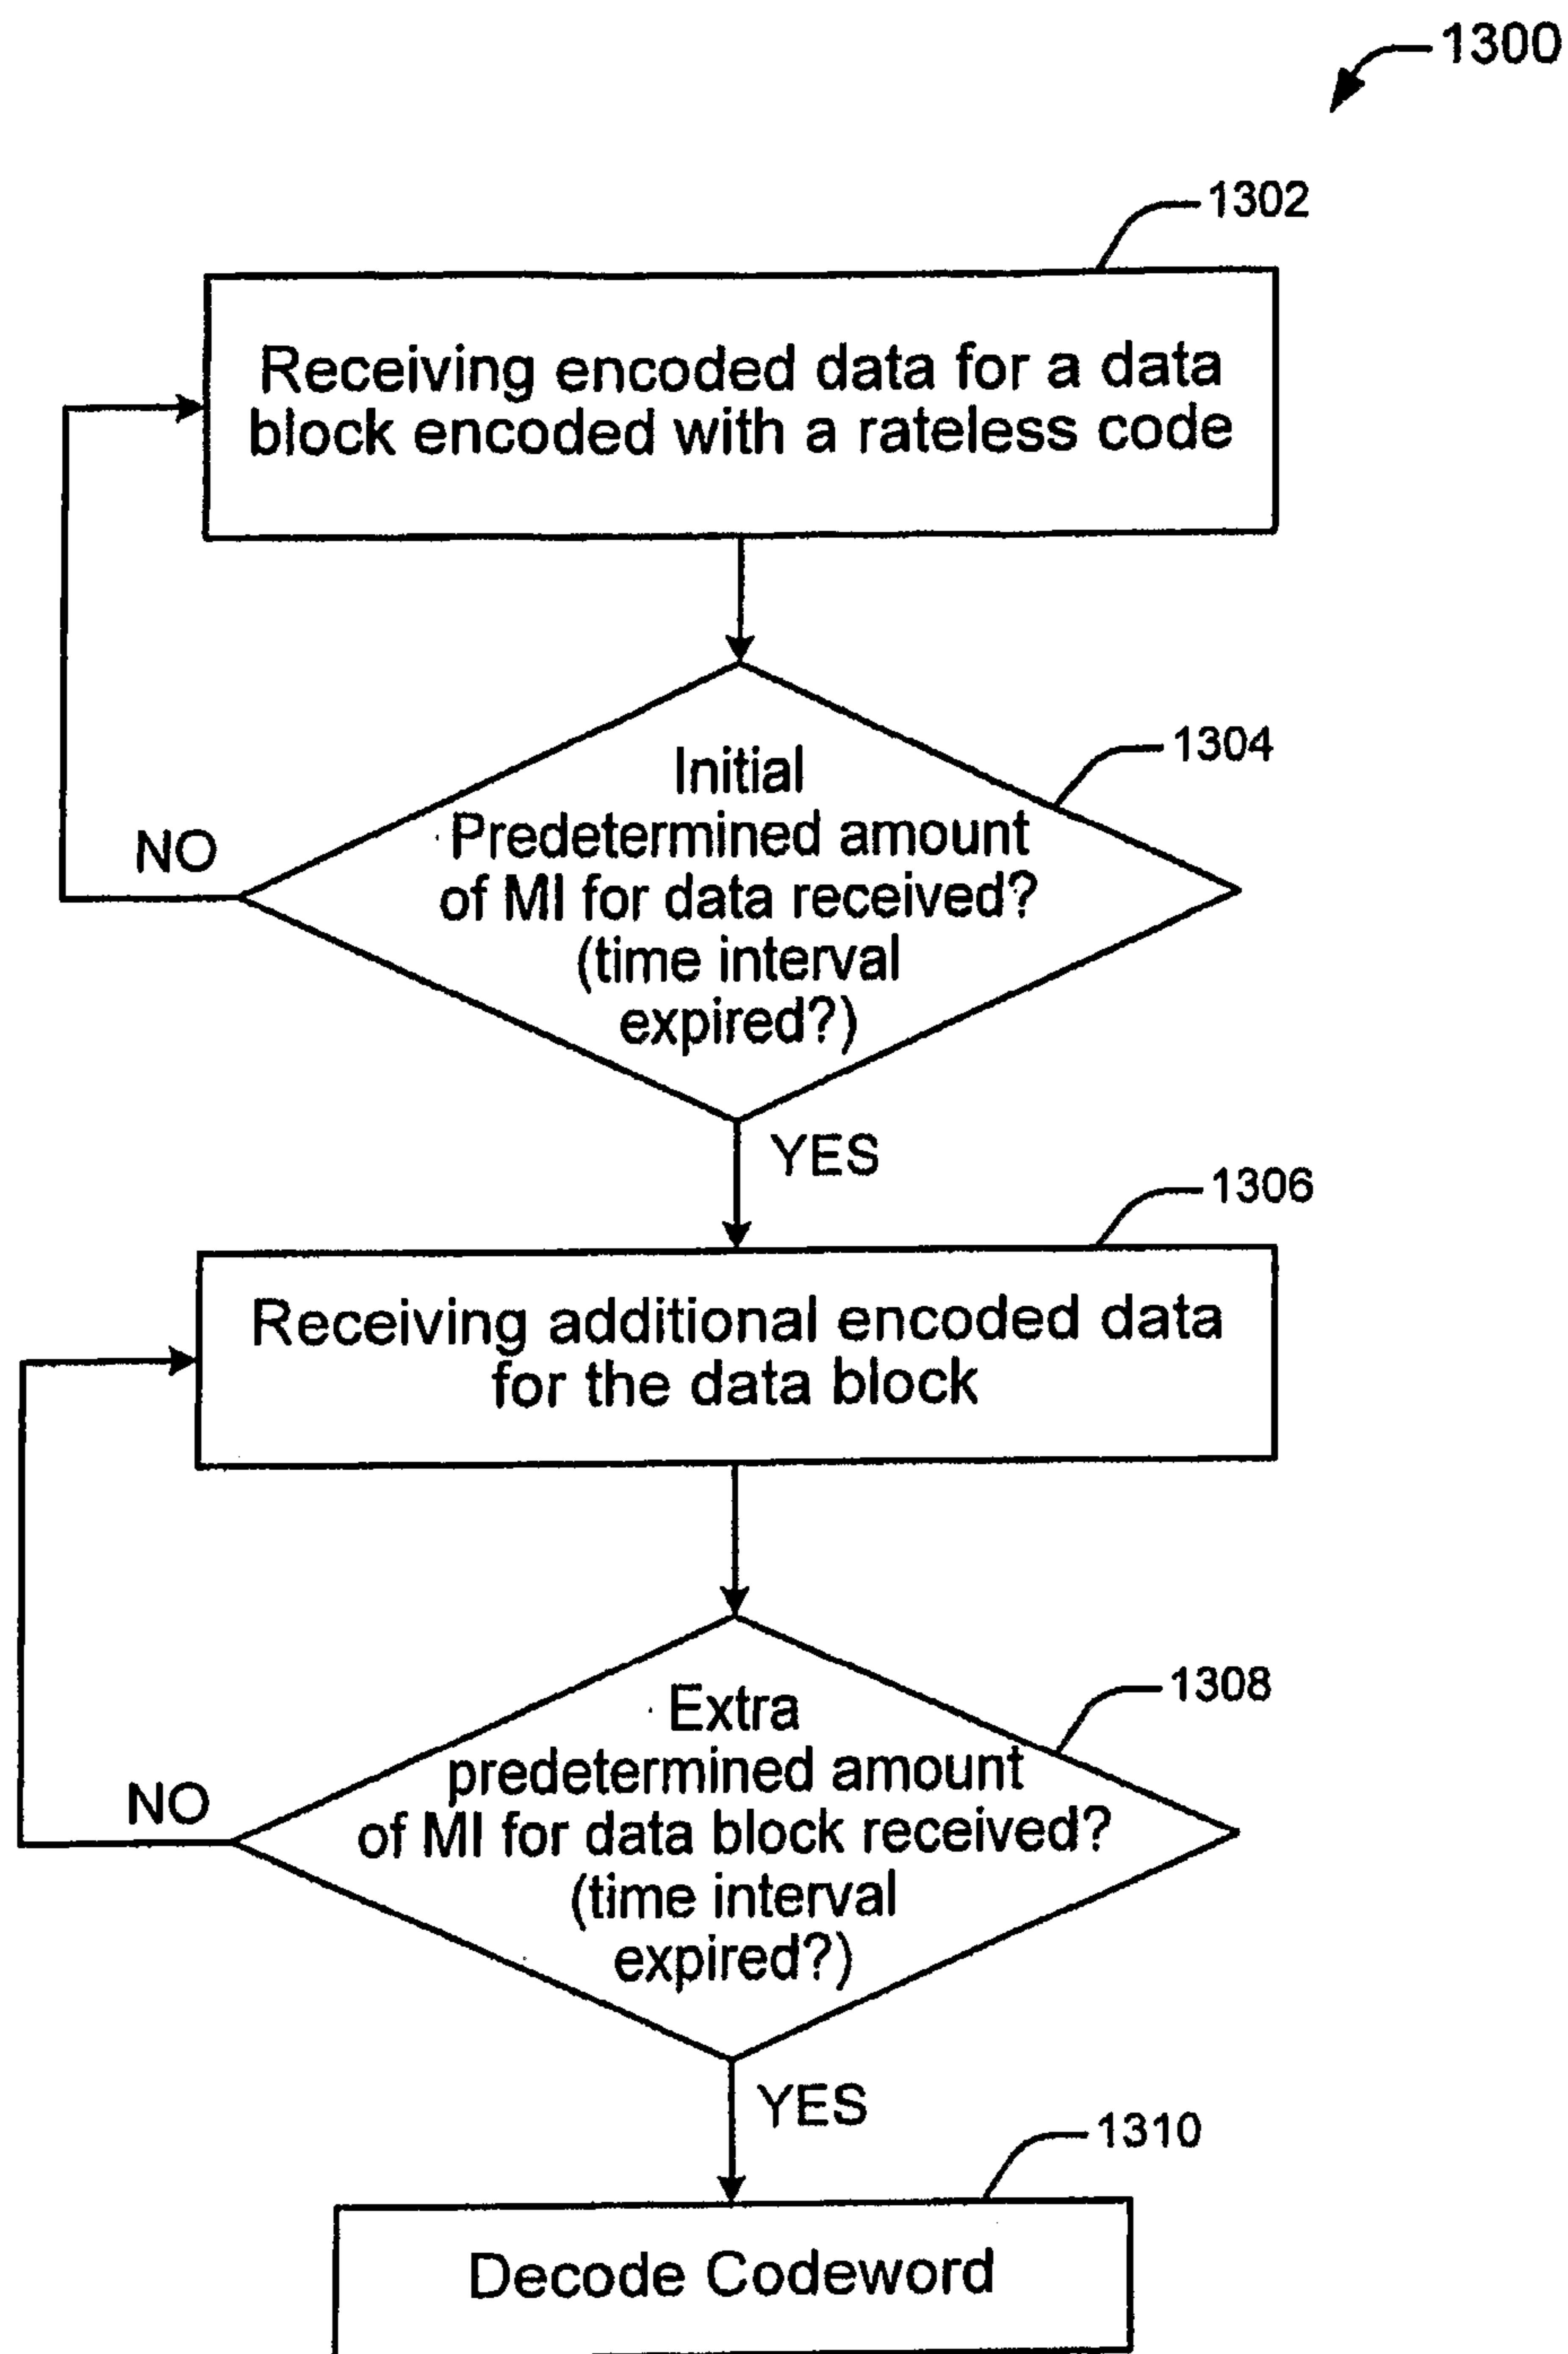 1300
1302
Receiving encoded data for a data
block encoded with a rateless code
1304
Initial
Predetermined amount
of MI for data received?
(time interval
expired?)
NO
YES
1306
Receiving additional encoded data
for the data block
1308
Extra
predetermined amount
of MI for data block received?
(time interval
expired?)
NO
YES
1310
Decode Codeword